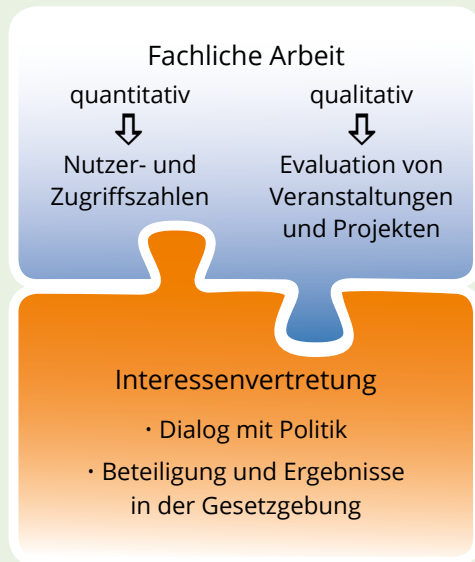 Fachliche Arbeit
quantitativ
Nutzer- und
Zugriffszahlen
qualitativ
Evaluation von
Veranstaltungen
und Projekten
Interessenvertretung
· Dialog mit Politik
· Beteiligung und Ergebnisse
in der Gesetzgebung